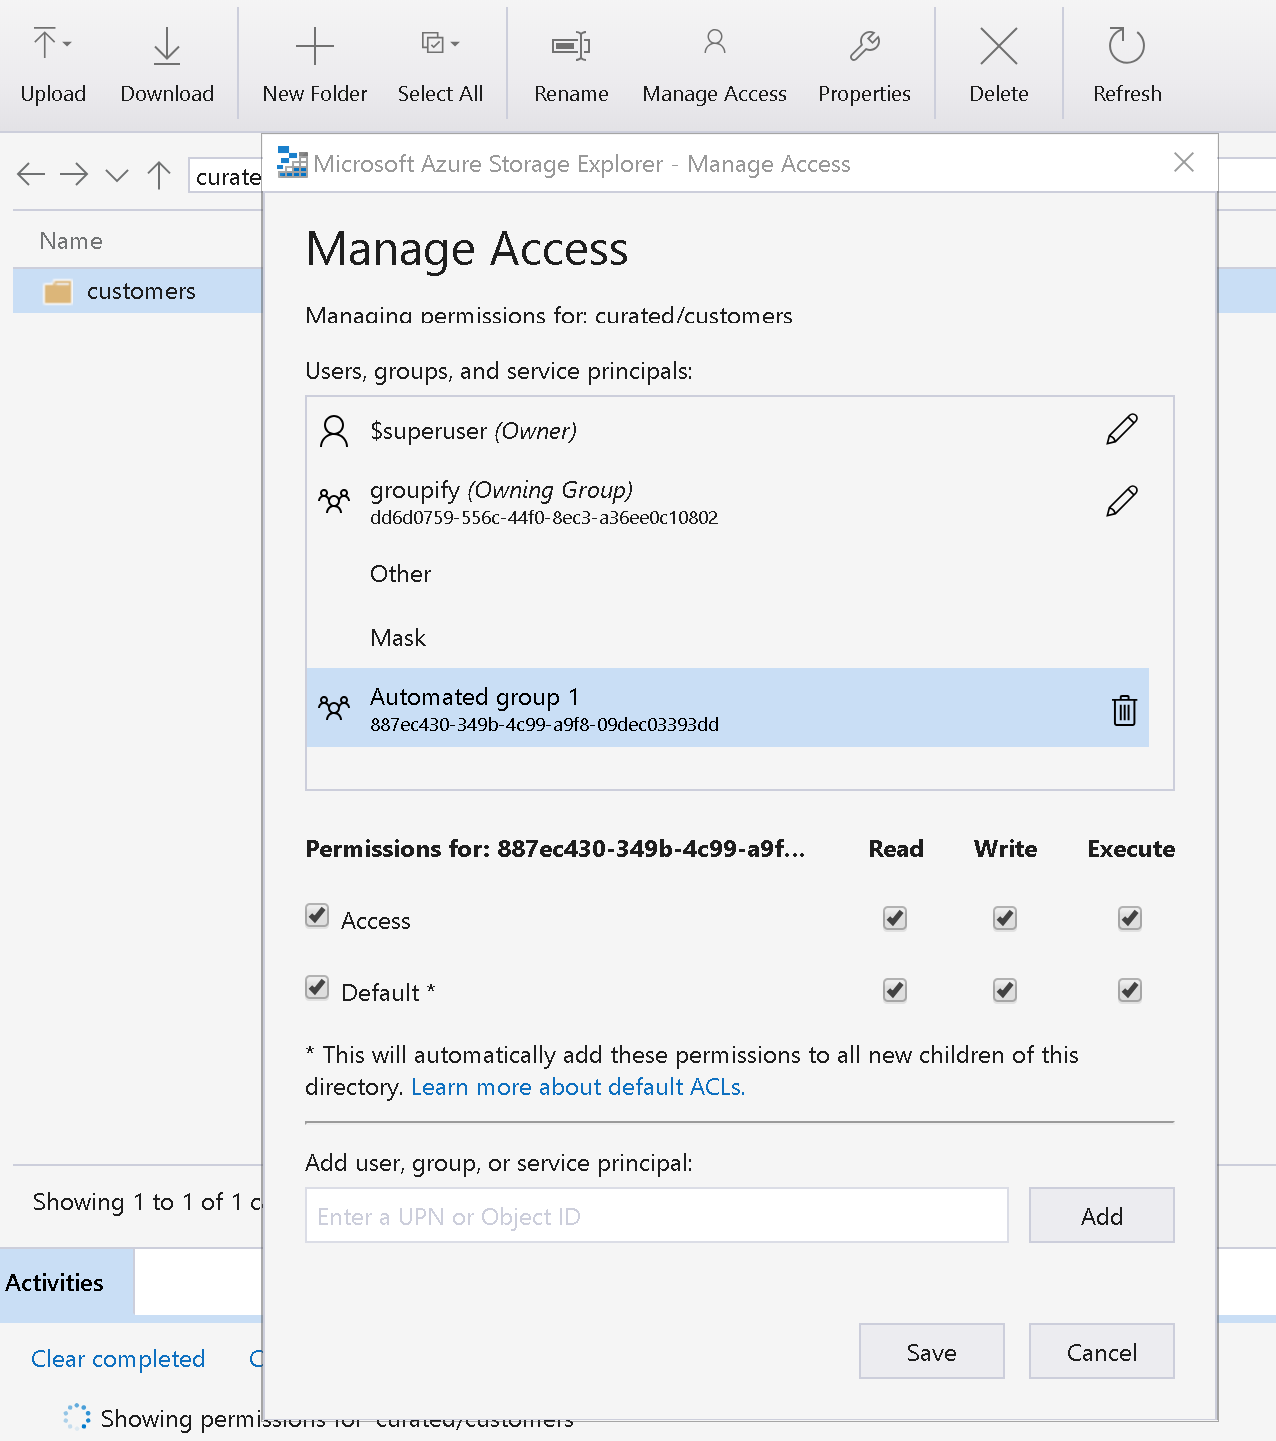 Upload
Download
New Folder
Select All
Rename
Manage Access
Properties
Delete
Refresh
curate
Microsoft Azure Storage Explorer - Manage Access
Name
customers
Manage Access
Managing permissions for: curated/customers
Users, groups, and service principals:
$superuser (Owner)
groupify (Owning Group)
dd6d0759-556c-44f0-8ec3-a36ee0c10802
Other
Mask
Automated group 1
887ec430-349b-4c99-a9f8-09dec03393dd
Permissions for: 887ec430-349b-4c99-a9f... Read Write Execute
Access
Default *
* This will automatically add these permissions to all new children of this
directory. Learn more about default ACLs.
Add user, group, or service principal:
Enter a UPN or Object ID
Add
Showing 1 to 1 of 1 c
Activities
Save
Cancel
Clear completed
Showing permissions for 'curated/customers'